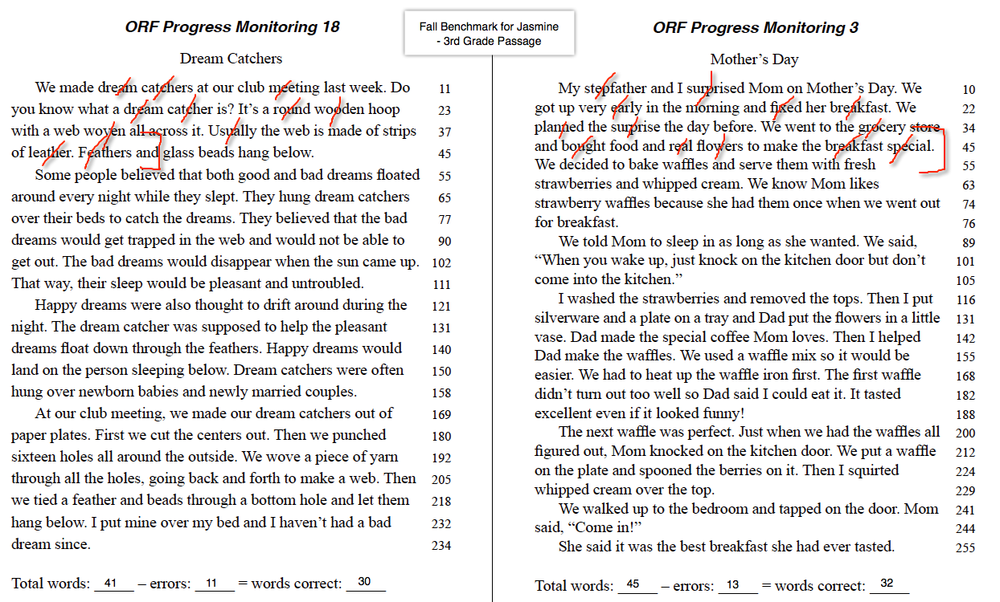 Fall Benchmark for Jasmine
- 3rd Grade Passage
ORF Progress Monitoring 18
Dream Catchers
We made dream catchers at our club meeting last week. Do 11
you know what a dream catcher is? It’s a round wooden hoop 23
with a web woven all across it. Usually the web is made of strips 37
of leather. Feathers and glass beads hang below. 45
Some people believed that both good and bad dreams floated 55
around every night while they slept. They hung dream catchers 65
over their beds to catch the dreams. They believed that the bad 77
dreams would get trapped in the web and would not be able to 90
get out. The bad dreams would disappear when the sun came up. 102
That way, their sleep would be pleasant and untroubled. 111
Happy dreams were also thought to drift around during the 121
night. The dream catcher was supposed to help the pleasant 131
dreams float down through the feathers. Happy dreams would 140
land on the person sleeping below. Dream catchers were often 150
hung over newborn babies and newly married couples. 158
At our club meeting, we made our dream catchers out of 169
paper plates. First we cut the centers out. Then we punched 180
sixteen holes all around the outside. We wove a piece of yarn 192
through all the holes, going back and forth to make a web. Then 205
we tied a feather and beads through a bottom hole and let them 218
hang below. I put mine over my bed and I haven’t had a bad 232
dream since. 234
Total words: 41 – errors: 11 = words correct: 30
ORF Progress Monitoring 3
Mother’s Day
My stepfather and I surprised Mom on Mother’s Day. We 10
got up very early in the morning and fixed her breakfast. We 22
planned the surprise the day before. We went to the grocery store 34
and bought food and real flowers to make the breakfast special. 45
We decided to bake waffles and serve them with fresh 55
strawberries and whipped cream. We know Mom likes 63
strawberry waffles because she had them once when we went out 74
for breakfast. 76
We told Mom to sleep in as long as she wanted. We said, 89
“When you wake up, just knock on the kitchen door but don’t 101
come into the kitchen.” 105
I washed the strawberries and removed the tops. Then I put 116
silverware and a plate on a tray and Dad put the flowers in a little 131
vase. Dad made the special coffee Mom loves. Then I helped 142
Dad make the waffles. We used a waffle mix so it would be 155
easier. We had to heat up the waffle iron first. The first waffle 168
didn’t turn out too well so Dad said I could eat it. It tasted 182
excellent even if it looked funny! 188
The next waffle was perfect. Just when we had the waffles all 200
figured out, Mom knocked on the kitchen door. We put a waffle 212
on the plate and spooned the berries on it. Then I squirted 224
whipped cream over the top. 229
We walked up to the bedroom and tapped on the door. Mom 241
said, “Come in!” 244
She said it was the best breakfast she had ever tasted. 255
Total words: 45 – errors: 13 = words correct: 32